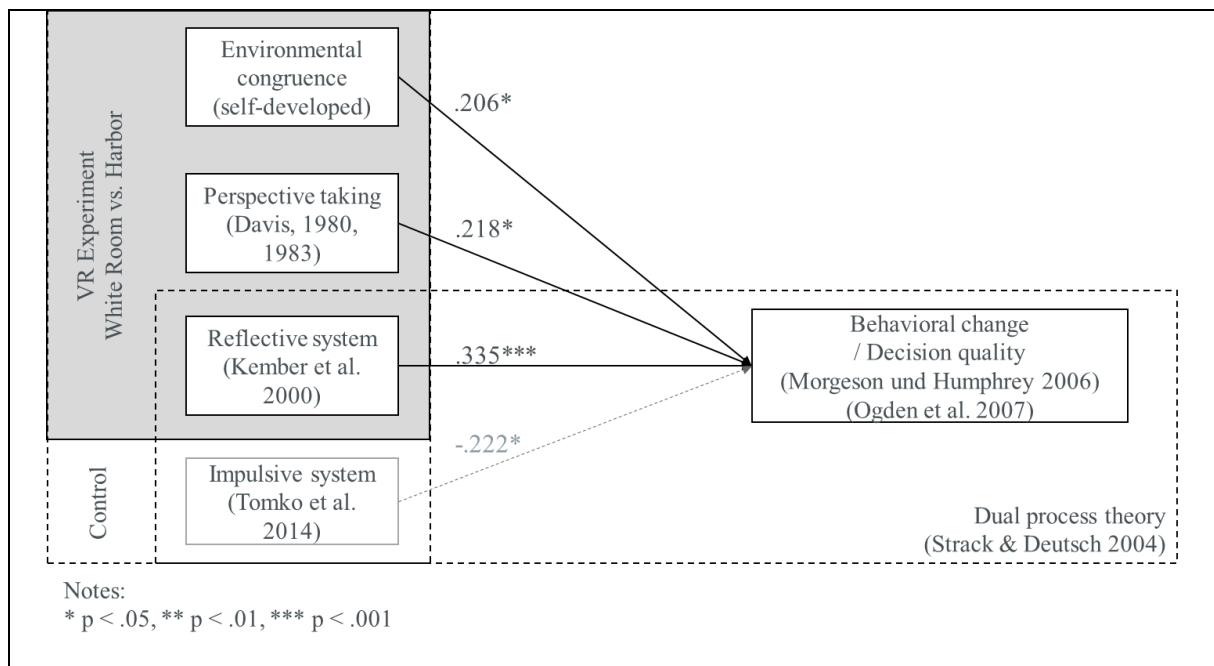 VR Experiment
White Room vs. Harbor
Environmental
congruence
(self-developed)
.206*
Perspective taking
(Davis, 1980,
1983)
.218*
Reflective system
(Kember et al.
2000)
.335***
Behavioral change
/ Decision quality
(Morgeson und Humphrey 2006)
(Ogden et al. 2007)
Control
Impulsive system
(Tomko et al.
2014)
-.222*
Dual process theory
(Strack & Deutsch 2004)
Notes:
* p < .05, ** p < .01, *** p < .001